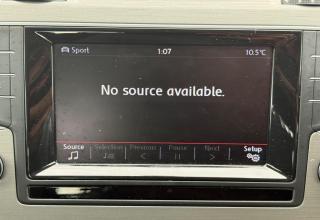 Sport 1:07 10.5°C
No source available.
Source Selection Previous Pause Next Setup